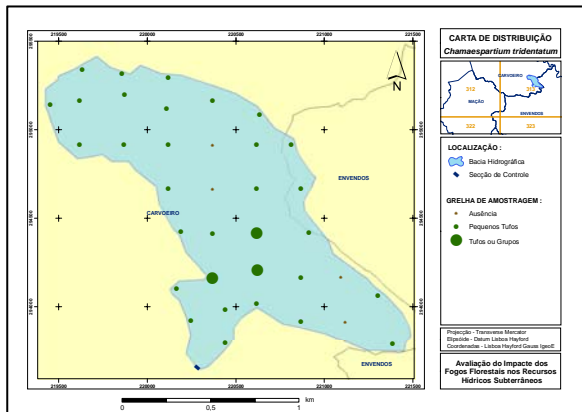 CARTA DE DISTRIBUIÇÃO
Chamaespartium tridentatum
CARVOEIRO
312
313
MAÇÃO
ENVENDOS
322
323
LOCALIZAÇÃO :
Bacia Hidrográfica
Secção de Controle
GRELHA DE AMOSTRAGEM :
Ausência
Pequenos Tufos
Tufos ou Grupos
Projecção - Transverse Mercator
Elipsóide - Datum Lisboa Hayford
Coordenadas - Lisboa Hayford Gauss IgeoE
Avaliação do Impacte dos
Fogos Florestais nos Recursos
Hídricos Subterrâneos
219500
220000
220500
221000
221500
N
ENVENDOS
CARVOEIRO
ENVENDOS
294500
294000
219500
220000
220500
221000
221500
km
0
0,5
1